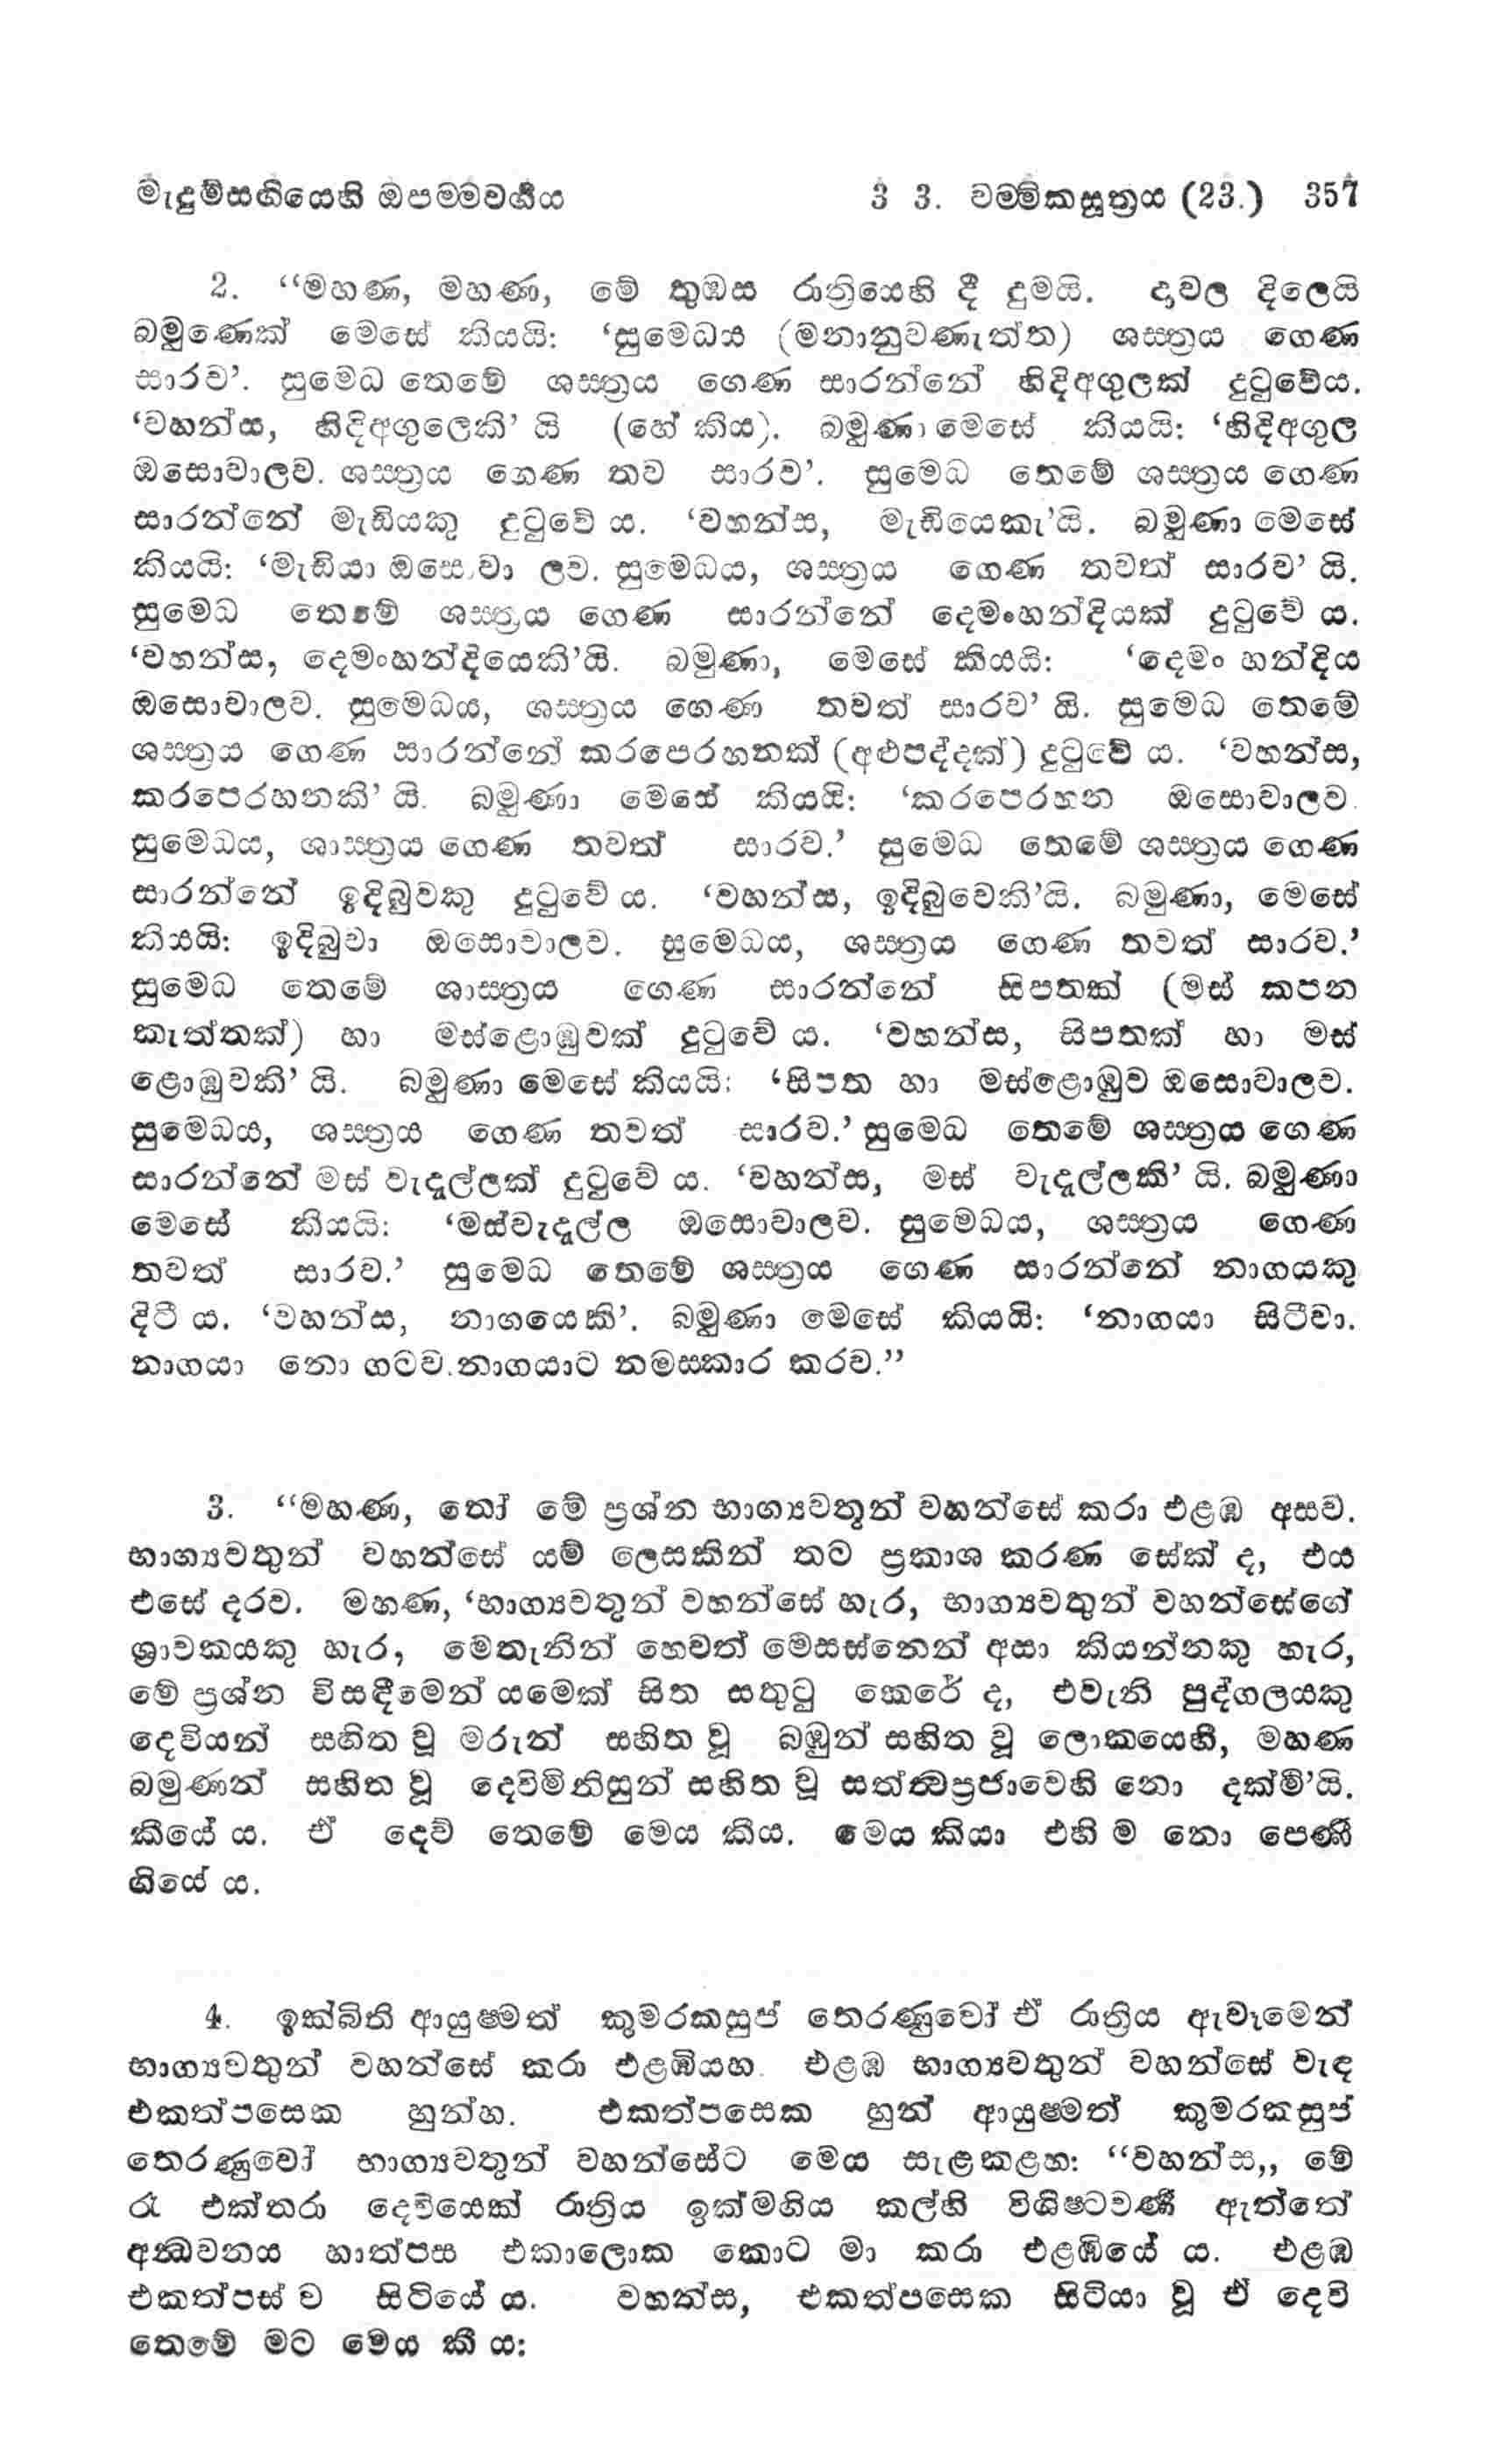 මැදුම්සඟියෙහි ඔපම්මවර්ගය 3 3. වම්මිකසූත්‍රය (23.) 357
2. “මහණ, මහණ, මේ තුඹස රාත්‍රියෙහි දී දුමයි. දාවල දිලෙයි
බමුණෙක් මෙසේ කියයි: ‘සුමෙධය (මනානුවණැත්ත) ශස්ත්‍රය ගෙණ
සාරව’. සුමෙධ තෙමේ ශස්ත්‍රය ගෙණ සාරන්නේ හිදිඅගුලක් දුටුවේය.
‘වහන්ස, හිදිඅගුලෙකි’ යි (හේ කිය). බමුණා මෙසේ කියයි: ‘හිදිඅගුල
ඔසොවාලව. ශස්ත්‍රය ගෙණ තව සාරව’. සුමෙධ තෙමේ ශස්ත්‍රය ගෙණ
සාරන්නේ මැඩියකු දුටුවේ ය. ‘වහන්ස, මැඩියෙකැ’යි. බමුණා මෙසේ
කියයි: ‘මැඩියා ඔසොවා ලව. සුමෙධය, ශස්ත්‍රය ගෙණ තවත් සාරව’ යි.
සුමෙධ තෙමේ ශස්ත්‍රය ගෙණ සාරන්නේ දෙමංහන්දියක් දුටුවේ ය.
‘වහන්ස, දෙමංහන්දියෙකි’යි. බමුණා, මෙසේ කියයි: ‘දෙමං හන්දිය
ඔසොවාලව. සුමෙධය, ශස්ත්‍රය ගෙණ තවත් සාරව’ යි. සුමෙධ තෙමේ
ශස්ත්‍රය ගෙණ සාරන්නේ කරපෙරහනක් (අළුපද්දක්) දුටුවේ ය. ‘වහන්ස,
කරපෙරහනකි’ යි. බමුණා මෙසේ කියයි: ‘කරපෙරහන ඔසොවාලව.
සුමෙධය, ශාස්ත්‍රය ගෙණ තවත් සාරව.’ සුමෙධ තෙමේ ශස්ත්‍රය ගෙණ
සාරන්නේ ඉදිබුවකු දුටුවේ ය. ‘වහන්ස, ඉදිබුවෙකි’යි. බමුණා, මෙසේ
කියයි: ඉදිබුවා ඔසොවාලව. සුමෙධය, ශස්ත්‍රය ගෙණ තවත් සාරව.’
සුමෙධ තෙමේ ශාස්ත්‍රය ගෙණ සාරන්නේ සිපතක් (මස් කපන
කැත්තක්) හා මස්ළොඹුවක් දුටුවේ ය. ‘වහන්ස, සිපතක් හා මස්
ළොඹුවකි’ යි. බමුණා මෙසේ කියයි: ‘සිපත හා මස්ළොඹුව ඔසොවාලව.
සුමෙධය, ශස්ත්‍රය ගෙණ තවත් සාරව.’ සුමෙධ තෙමේ ශස්ත්‍රය ගෙණ
සාරන්නේ මස් වැදැල්ලක් දුටුවේ ය. ‘වහන්ස, මස් වැදැල්ලකි’ යි. බමුණා
මෙසේ කියයි: ‘මස්වැදැල්ල ඔසොවාලව. සුමෙධය, ශස්ත්‍රය ගෙණ
තවත් සාරව.’ සුමෙධ තෙමේ ශස්ත්‍රය ගෙණ සාරන්නේ නාගයකු
දිටී ය. ‘වහන්ස, නාගයෙකි’. බමුණා මෙසේ කියයි: ‘නාගයා සිටීවා.
නාගයා නො ගටව.නාගයාට නමස්කාර කරව.”
3. “මහණ, තෝ මේ ප්‍රශ්න භාග්‍යවතුන් වහන්සේ කරා එළඹ අසව.
භාග්‍යවතුන් වහන්සේ යම් ලෙසකින් තට ප්‍රකාශ කරණ සේක් ද, එය
එසේ දරව. මහණ, ‘භාග්‍යවතුන් වහන්සේ හැර, භාග්‍යවතුන් වහන්සේගේ
ශ්‍රාවකයකු හැර, මෙතැනින් හෙවත් මෙසස්නෙන් අසා කියන්නකු හැර,
මේ ප්‍රශ්න විසඳීමෙන් යමෙක් සිත සතුටු කෙරේ ද, එවැනි පුද්ගලයකු
දෙවියන් සහිත වූ මරුන් සහිත වූ බඹුන් සහිත වූ ලොකයෙහි, මහණ
බමුණන් සහිත වූ දෙවිමිනිසුන් සහිත වූ සත්ත්‍වප්‍රජාවෙහි නො දක්මි’යි.
කීයේ ය. ඒ දෙව් තෙමේ මෙය කීය. මෙය කියා එහි ම නො පෙණී
ගියේ ය.
4. ඉක්බිති ආයුෂ්මත් කුමරකසුප් තෙරණුවෝ ඒ රාත්‍රිය ඇවෑමෙන්
භාග්‍යවතුන් වහන්සේ කරා එළඹියහ. එළඹ භාග්‍යවතුන් වහන්සේ වැඳ
එකත්පසෙක හුන්හ. එකත්පසෙක හුන් ආයුෂ්මත් කුමරකසුප්
තෙරණුවෝ භාග්‍යවතුන් වහන්සේට මෙය සැළකළහ: “වහන්ස,, මේ
රෑ එක්තරා දෙවියෙක් රාත්‍රිය ඉක්මගිය කල්හි විශිෂ්ටවර්ණ ඇත්තේ
අන්ධවනය හාත්පස එකාලොක කොට මා කරා එළඹියේ ය. එළඹ
එකත්පස් ව සිටියේ ය. වහන්ස, එකත්පසෙක සිටියා වූ ඒ දෙව්
තෙමේ මට මෙය කී ය: